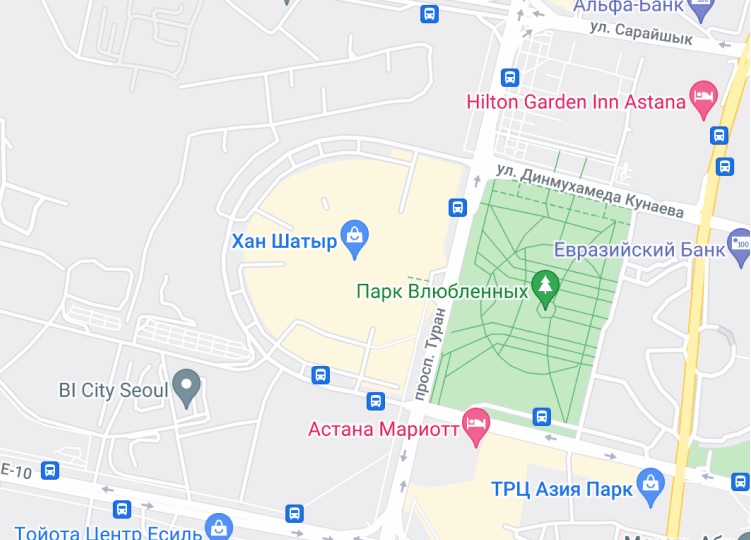 Альфа-Банк
ул. Сарайшык
Hilton Garden Inn Astana
ул. Динмухамеда Кунаева
Хан Шатыр
Евразийский Банк
Парк Влюбленных
просп. Туран
BI City Seoul
Астана Мариотт
E-10
ТРЦ Азия Парк
Тойота Центр Есиль